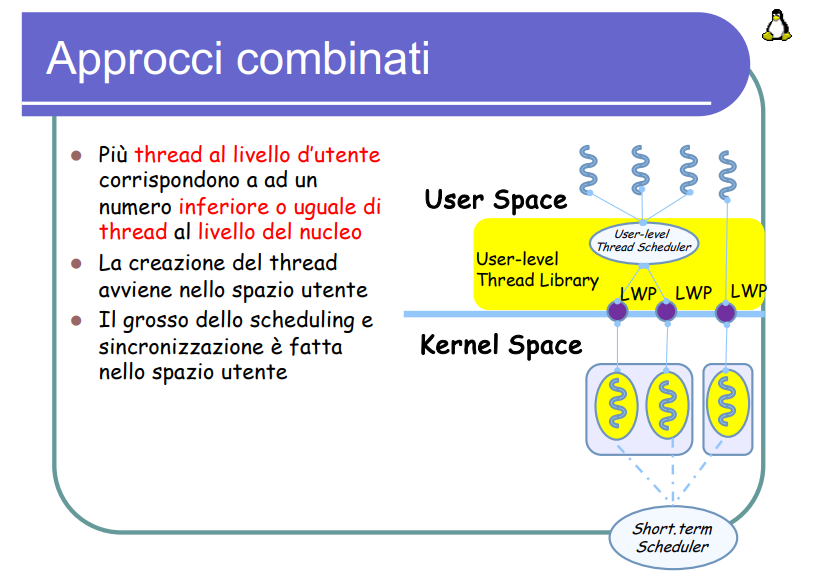 Approcci combinati
Più thread al livello d'utente
corrispondono a ad un
numero inferiore o uguale di
thread al livello del nucleo
La creazione del thread
avviene nello spazio utente
Il grosso dello scheduling e
sincronizzazione è fatta
nello spazio utente
User Space
User-level
Thread Scheduler
User-level
Thread Library
LWP
LWP
LWP
Kernel Space
Short.term
Scheduler